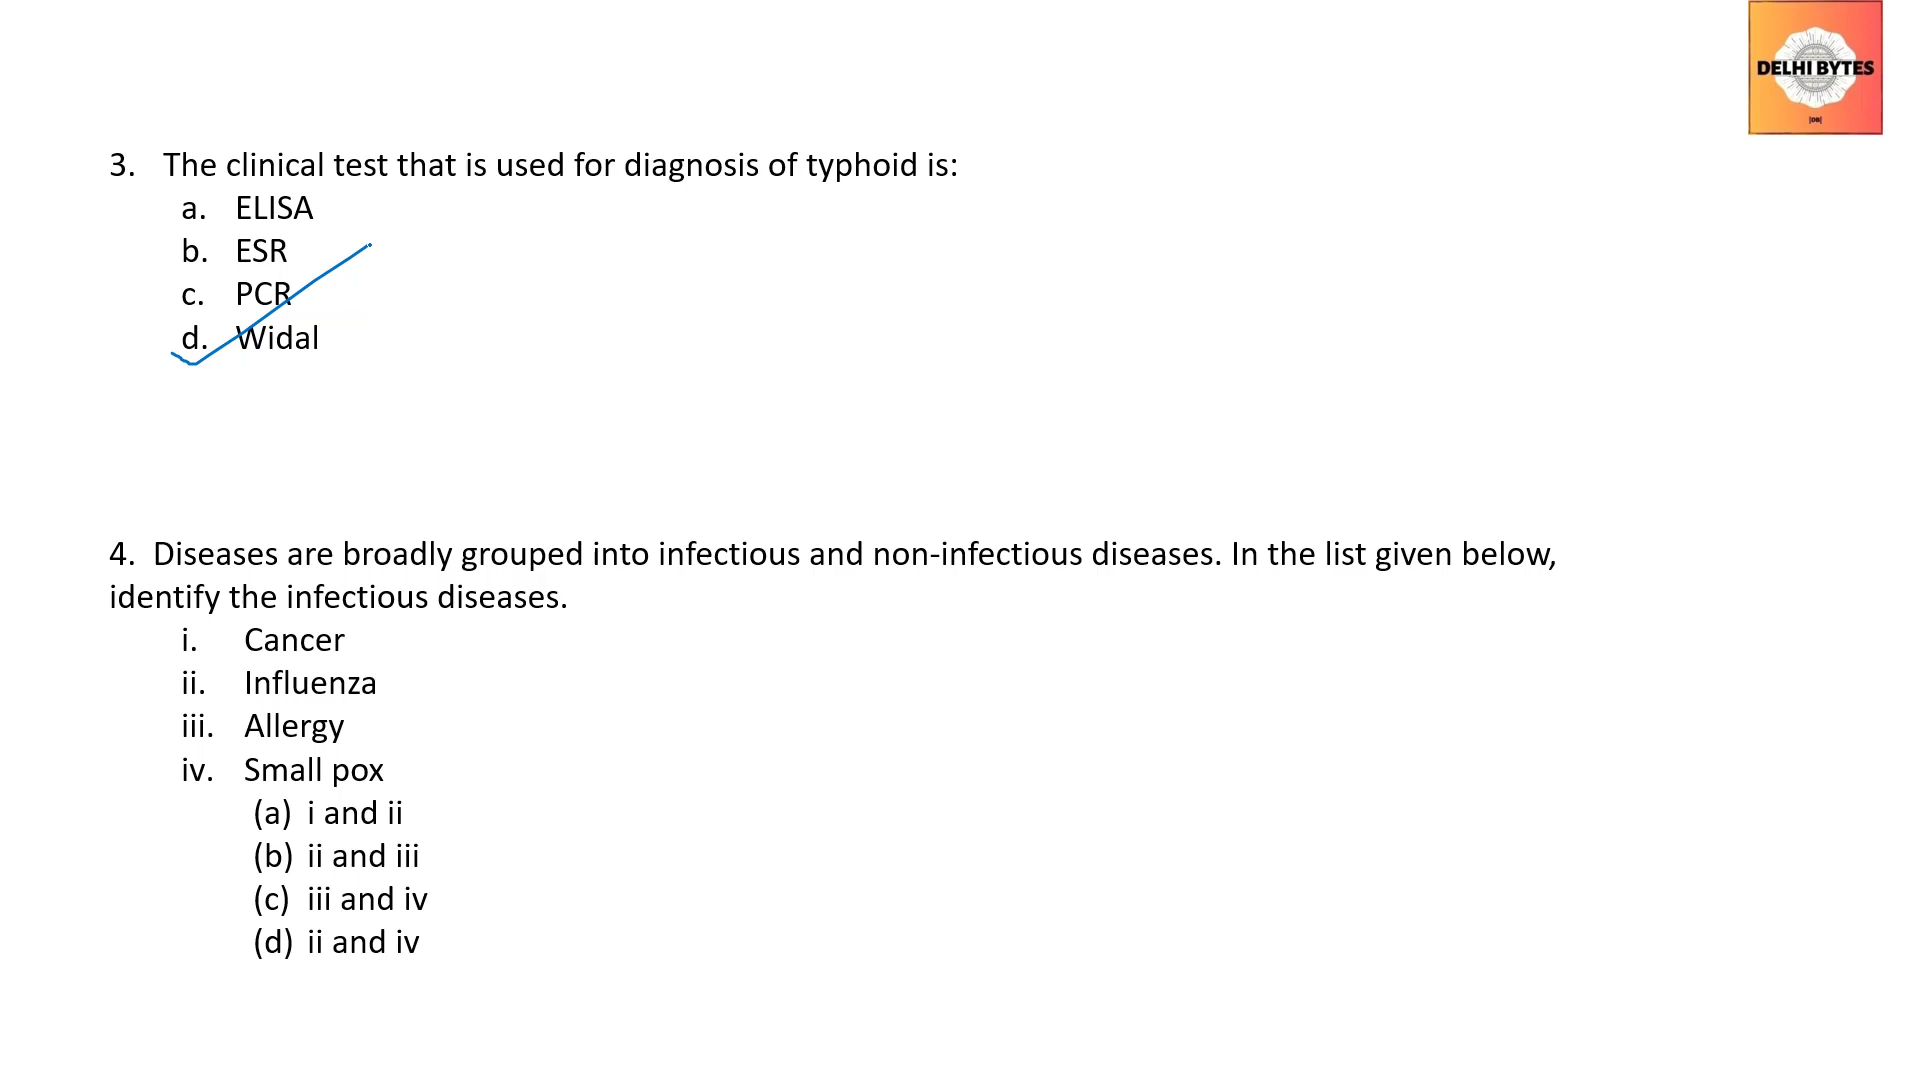 DELHI BYTES
|DB|
3. The clinical test that is used for diagnosis of typhoid is:
a. ELISA
b. ESR
c. PCR
d. Widal
4. Diseases are broadly grouped into infectious and non-infectious diseases. In the list given below,
identify the infectious diseases.
i. Cancer
ii. Influenza
iii. Allergy
iv. Small pox
(a) i and ii
(b) ii and iii
(c) iii and iv
(d) ii and iv